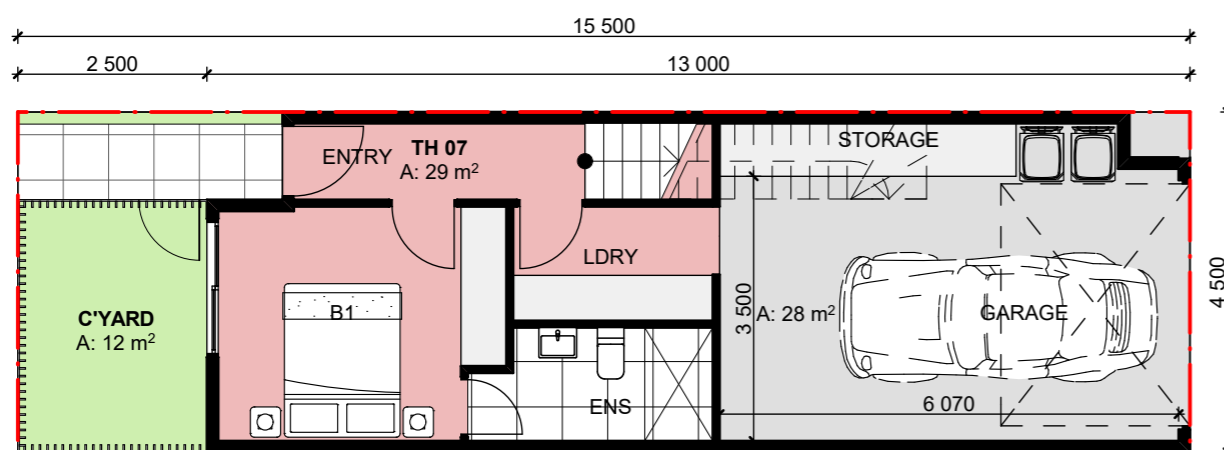 15 500
2 500
13 000
ENTRY
TH 07
A: 29 m²
STORAGE
LDRY
C'YARD
A: 12 m²
B1
3 500
A: 28 m²
GARAGE
4 500
ENS
6 070